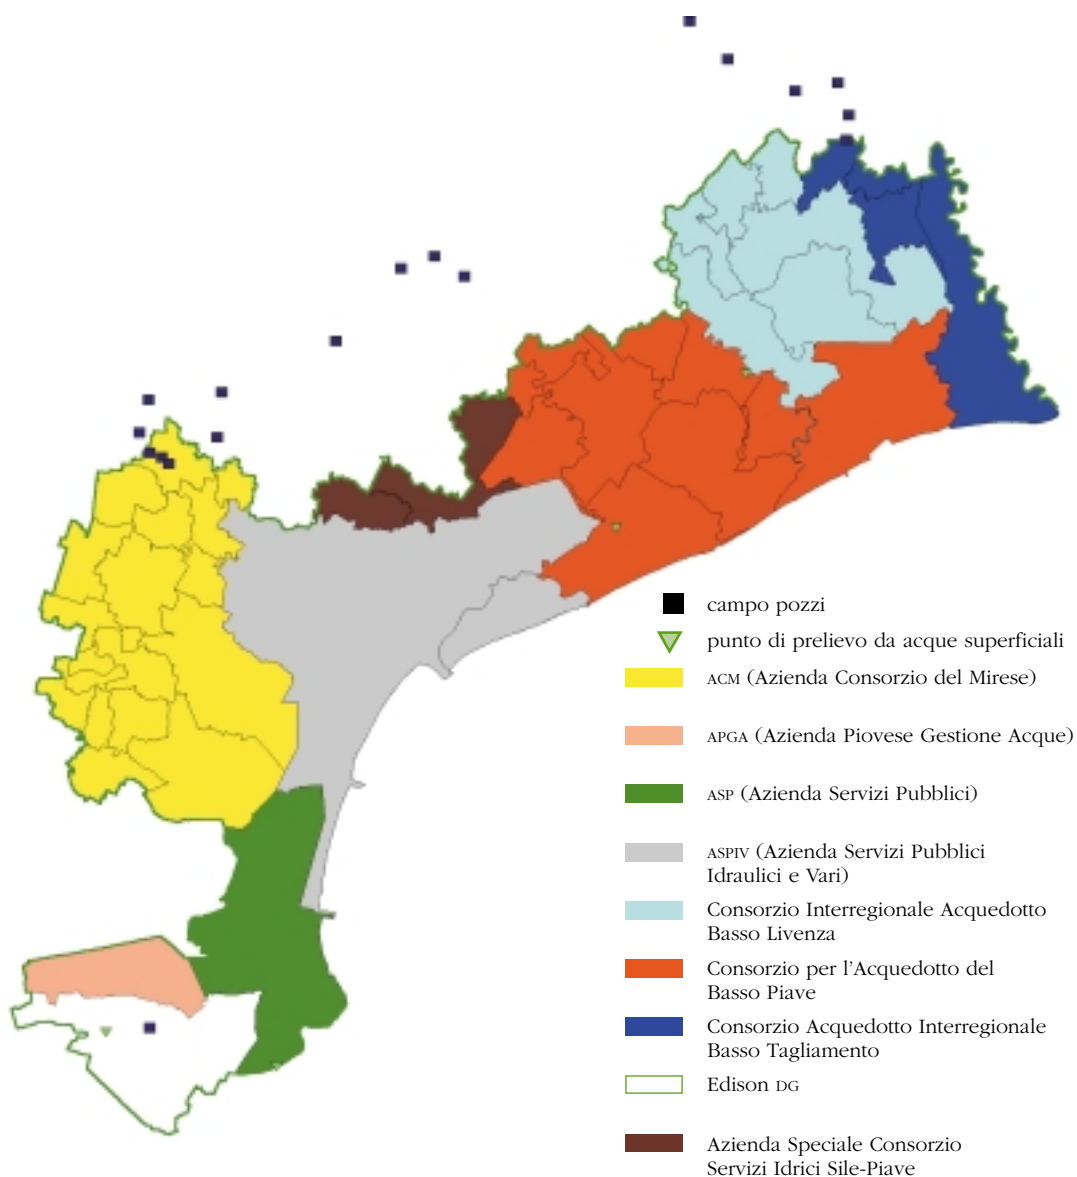 campo pozzi
punto di prelievo da acque superficiali
ACM (Azienda Consorzio del Mirese)
APGA (Azienda Piovese Gestione Acque)
ASP (Azienda Servizi Pubblici)
ASPIV (Azienda Servizi Pubblici
Idraulici e Vari)
Consorzio Interregionale Acquedotto
Basso Livenza
Consorzio per l'Acquedotto del
Basso Piave
Consorzio Acquedotto Interregionale
Basso Tagliamento
Edison DG
Azienda Speciale Consorzio
Servizi Idrici Sile-Piave